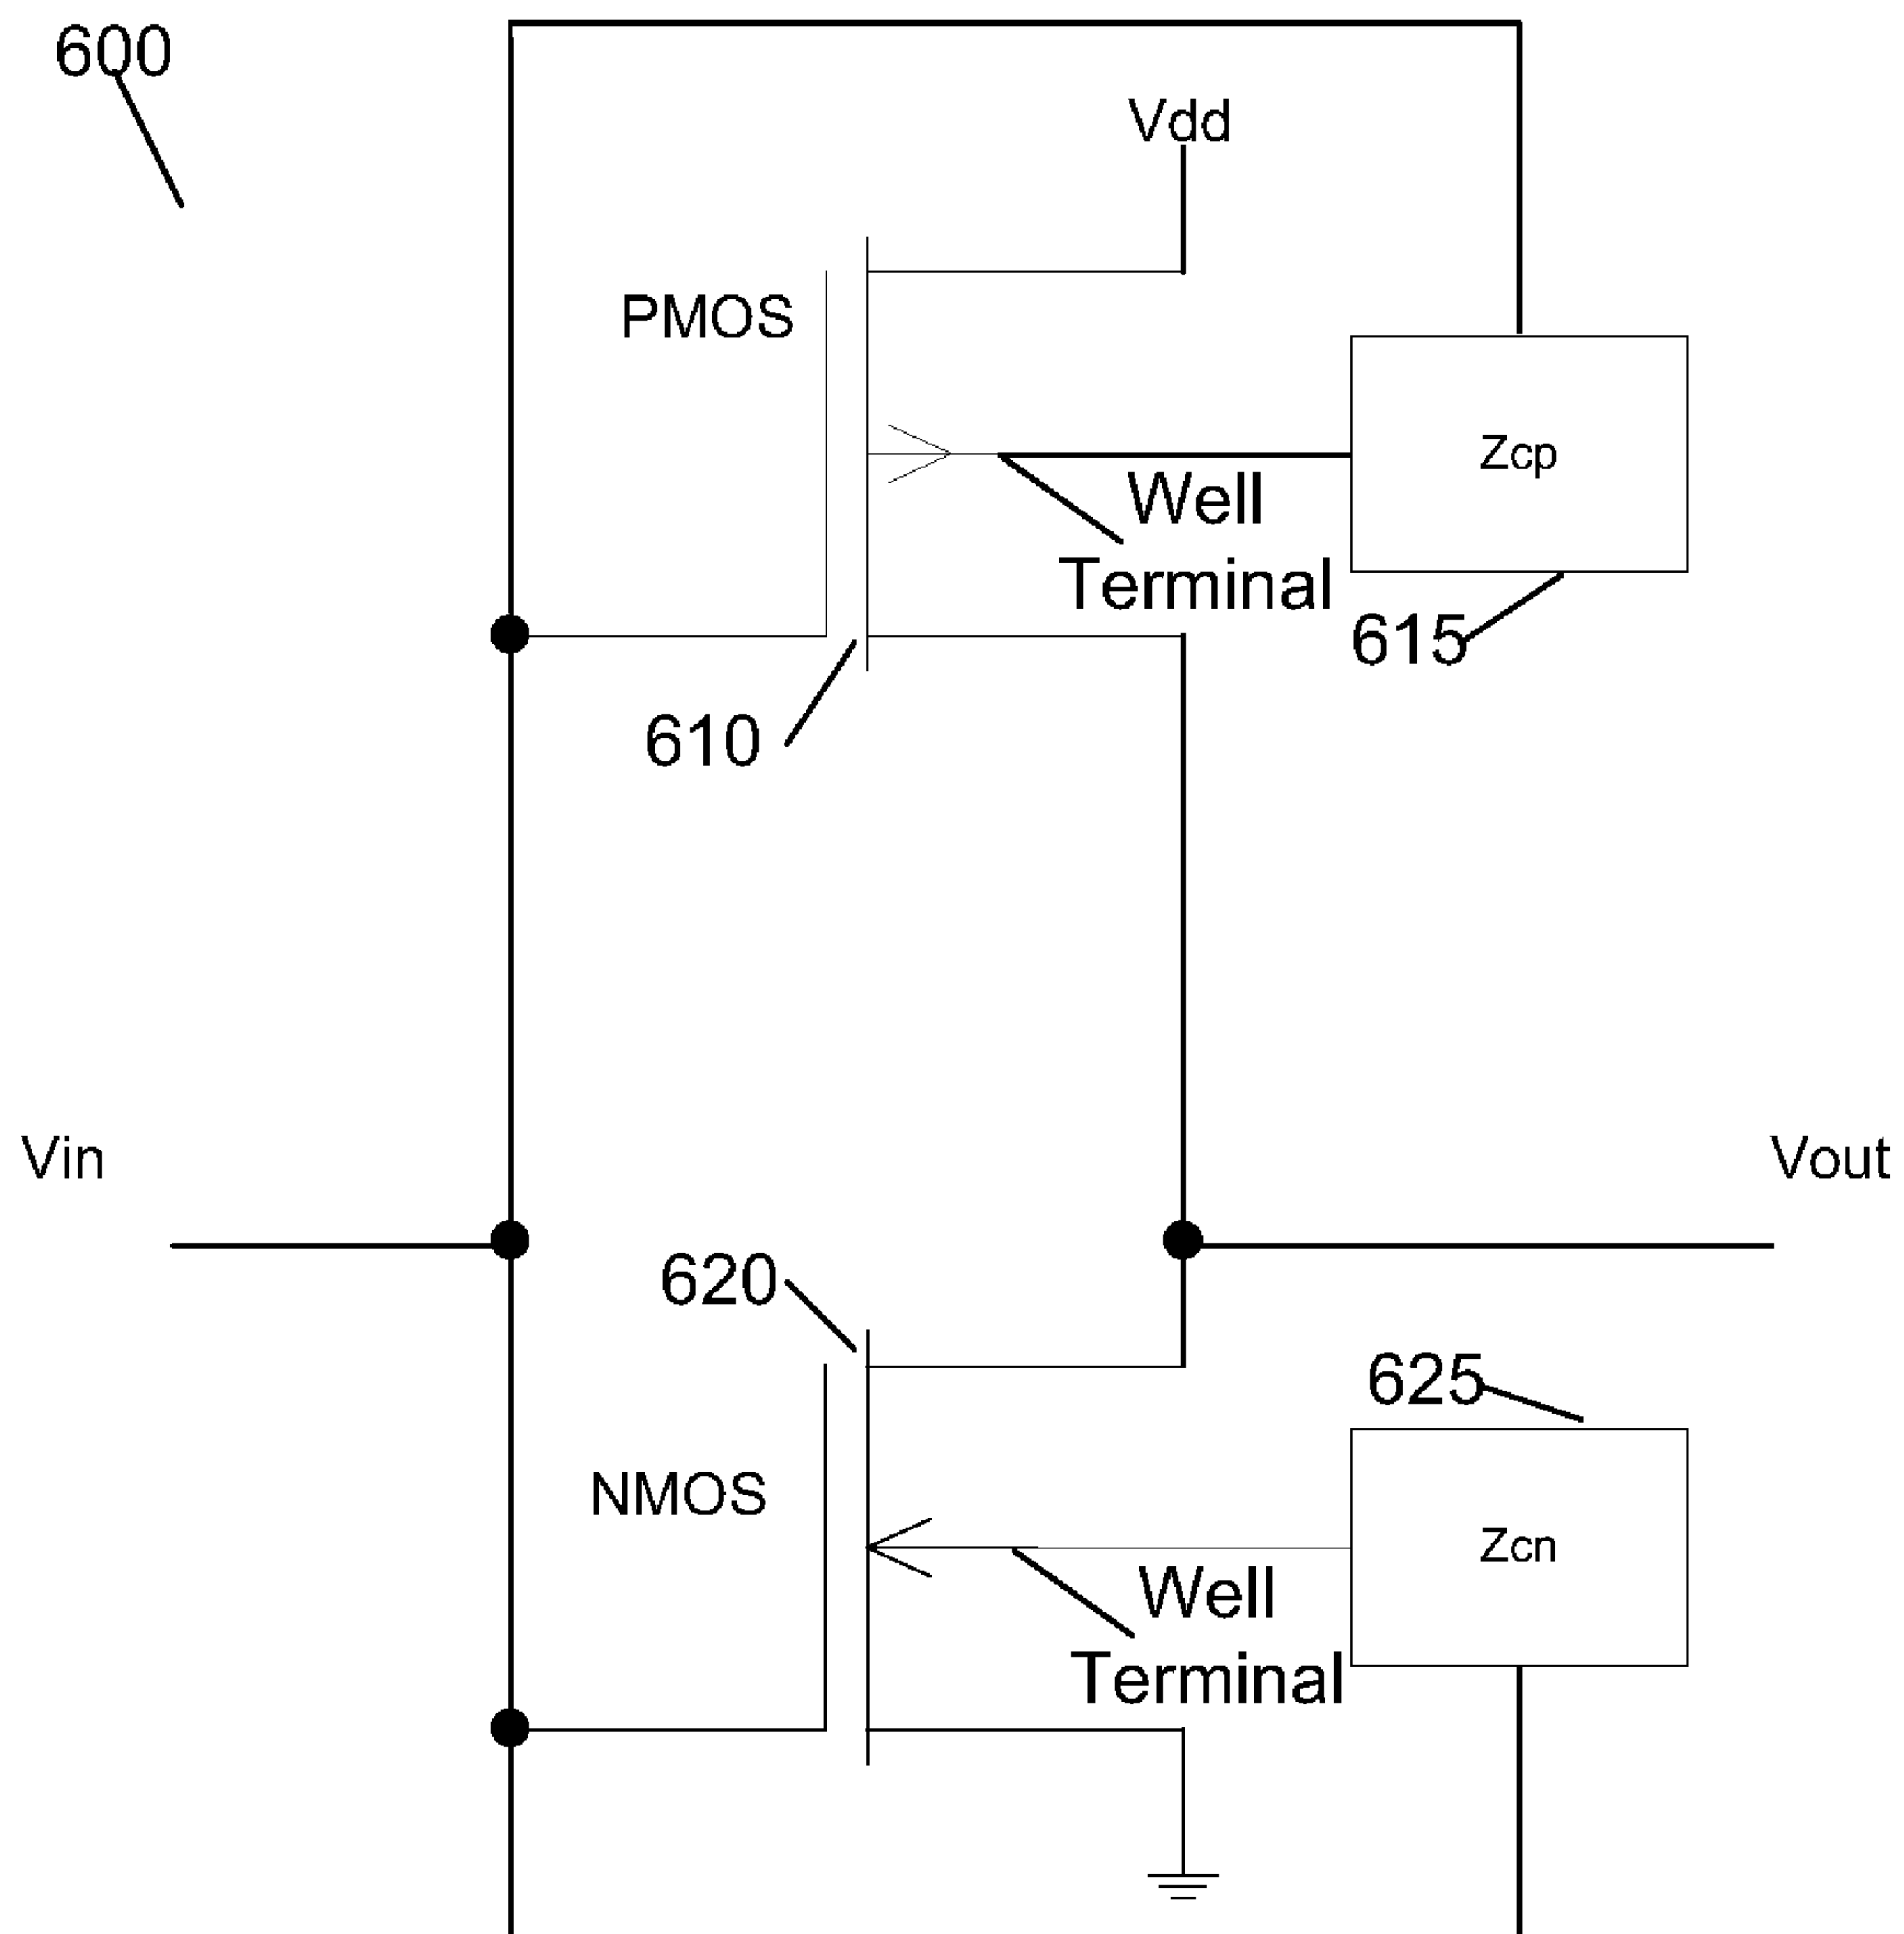 600
Vdd
PMOS
Zcp
Well
Terminal
615
610
Vin
Vout
620
625
NMOS
Zcn
Well
Terminal